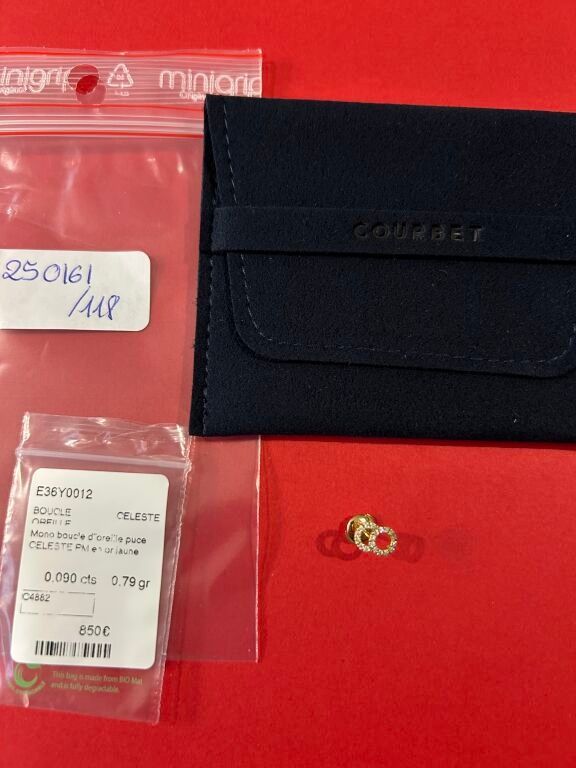 minigrip
minigrip
COURBET
250161
/118
E36Y0012
BOUCLE CELESTE
OREILLE
Mono boucle d'oreille puce
CELESTE PM en or jaune
0.090 cts 0.79 gr
C4882
850€
This bag is made from BIO Mat
and is fully degradable.